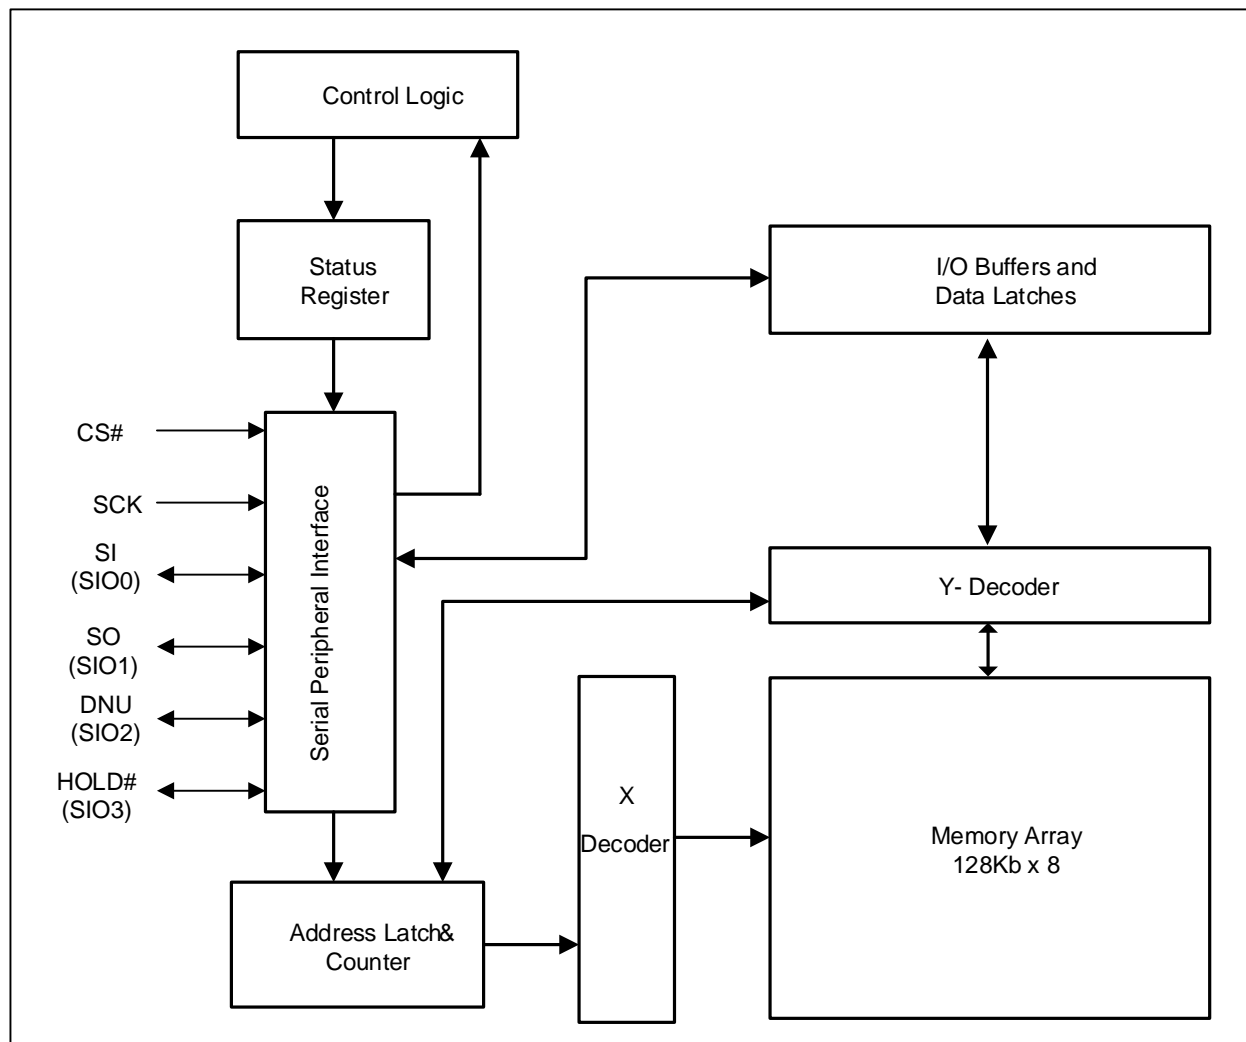 Control Logic
Status
Register
I/O Buffers and
Data Latches
CS#
SCK
SI
(SIO0)
SO
(SIO1)
DNU
(SIO2)
HOLD#
(SIO3)
Serial Peripheral Interface
Y- Decoder
X
Decoder
Memory Array
128Kb x 8
Address Latch&
Counter